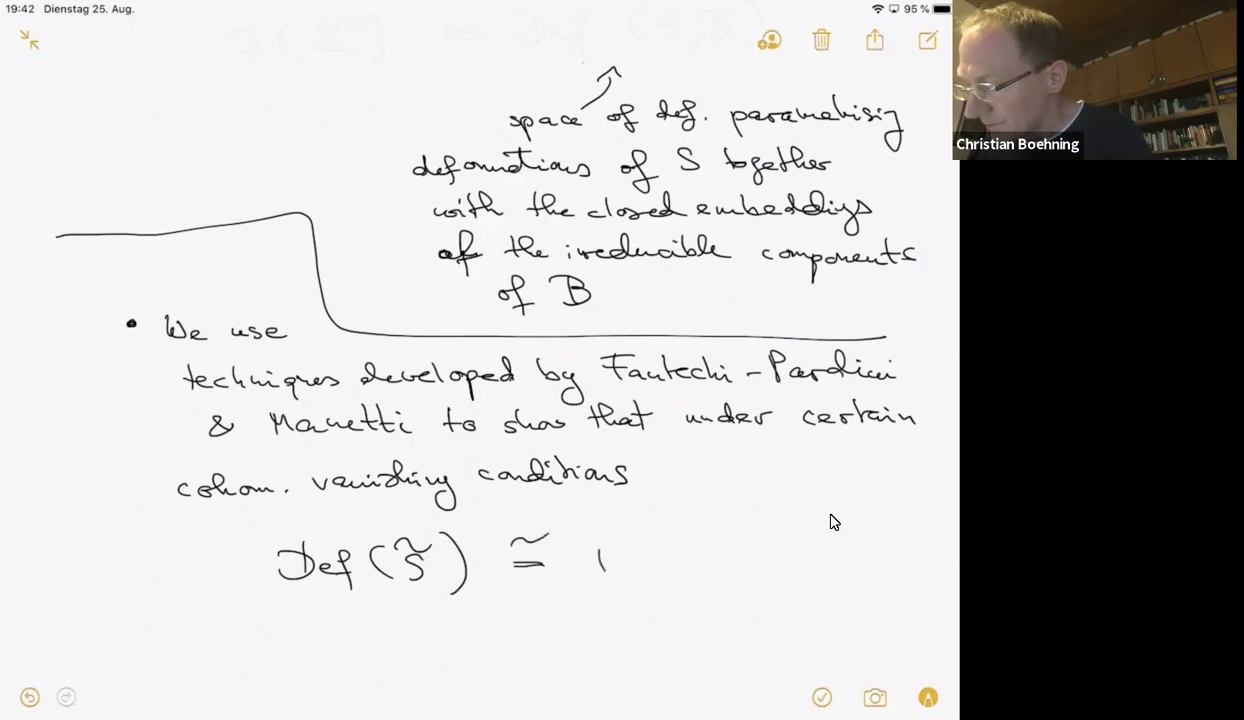 19:42 Dienstag 25. Aug. 95 %
Christian Boehning
space of def. parametrising
deformations of S together
with the closed embeddings
of the irreducible components
of B
• We use
techniques developed by Fantechi - Pardini
& Manetti to show that under certain
cohom. vanishing conditions
Def (S̃) ≅